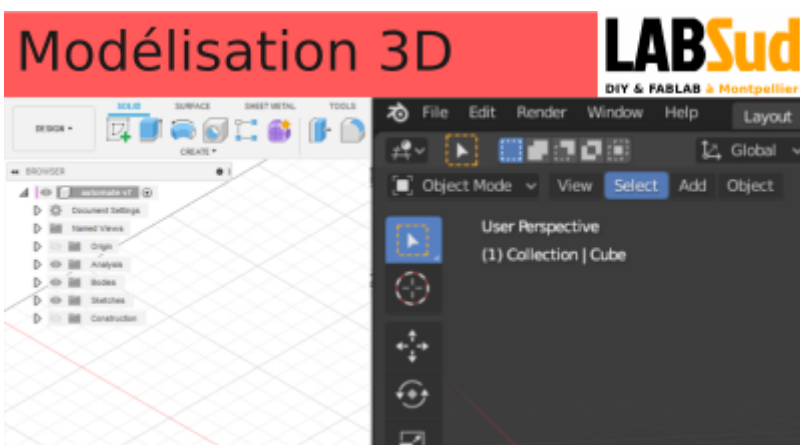 Modélisation 3D
LABSud
DIY & FABLAB à Montpellier
SOLID SURFACE SHEET METAL TOOLS
DESIGN
CREATE
BROWSER
automate v1
Document Settings
Named Views
Origin
Analysis
Bodies
Sketches
Construction
File Edit Render Window Help Layout
Global
Object Mode View Select Add Object
User Perspective
(1) Collection | Cube